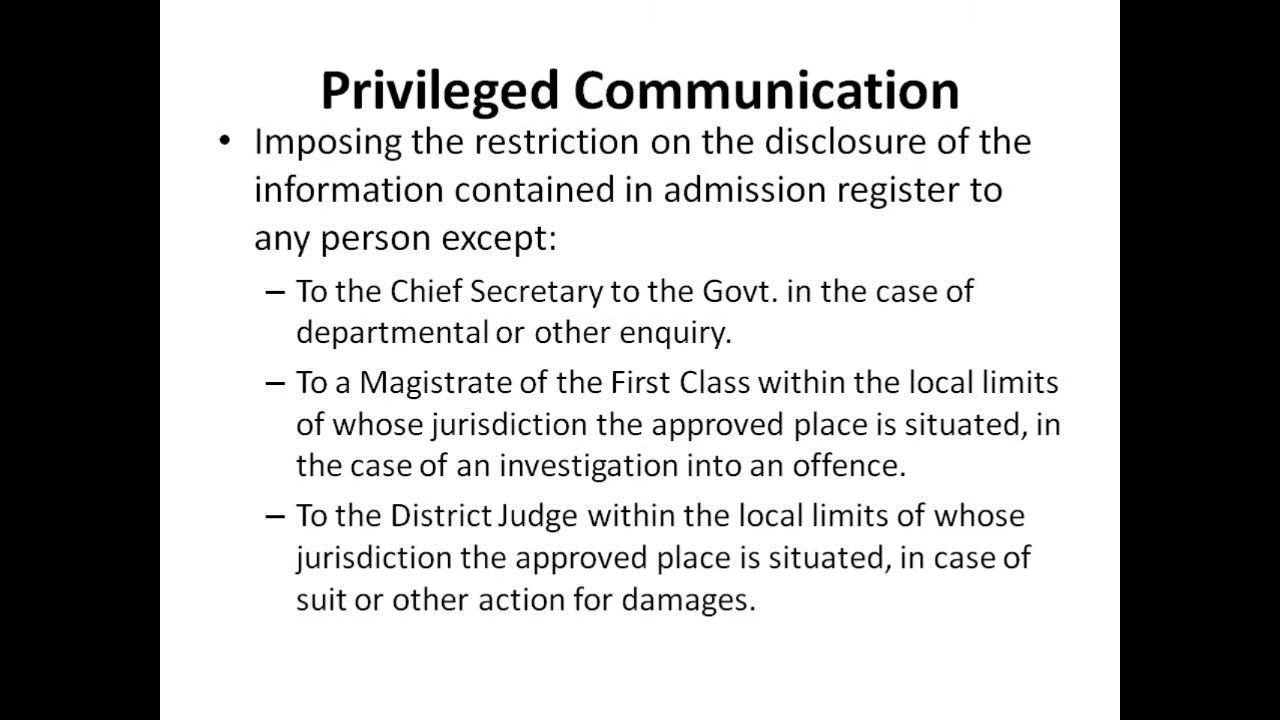 Privileged Communication
• Imposing the restriction on the disclosure of the
information contained in admission register to
any person except:
– To the Chief Secretary to the Govt. in the case of
departmental or other enquiry.
– To a Magistrate of the First Class within the local limits
of whose jurisdiction the approved place is situated, in
the case of an investigation into an offence.
– To the District Judge within the local limits of whose
jurisdiction the approved place is situated, in case of
suit or other action for damages.